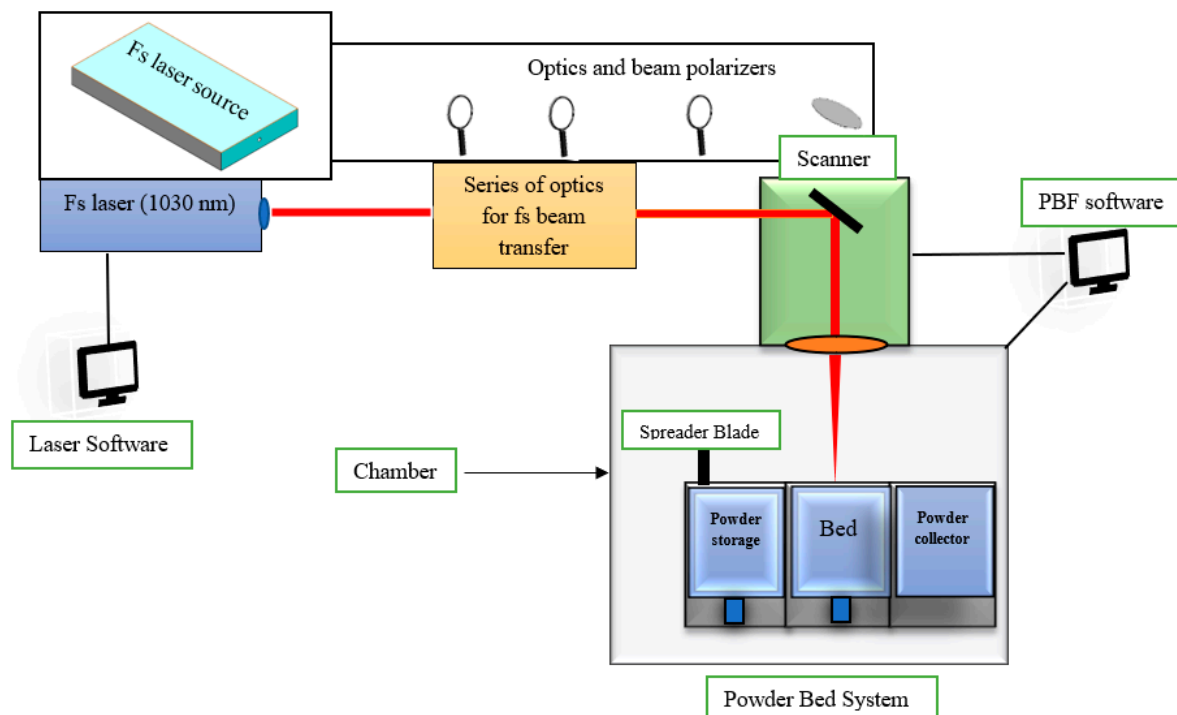 Fs laser source
Optics and beam polarizers
Scanner
Fs laser (1030 nm)
Series of optics
for fs beam
transfer
PBF software
Laser Software
Spreader Blade
Chamber
Powder
storage
Bed
Powder
collector
Powder Bed System